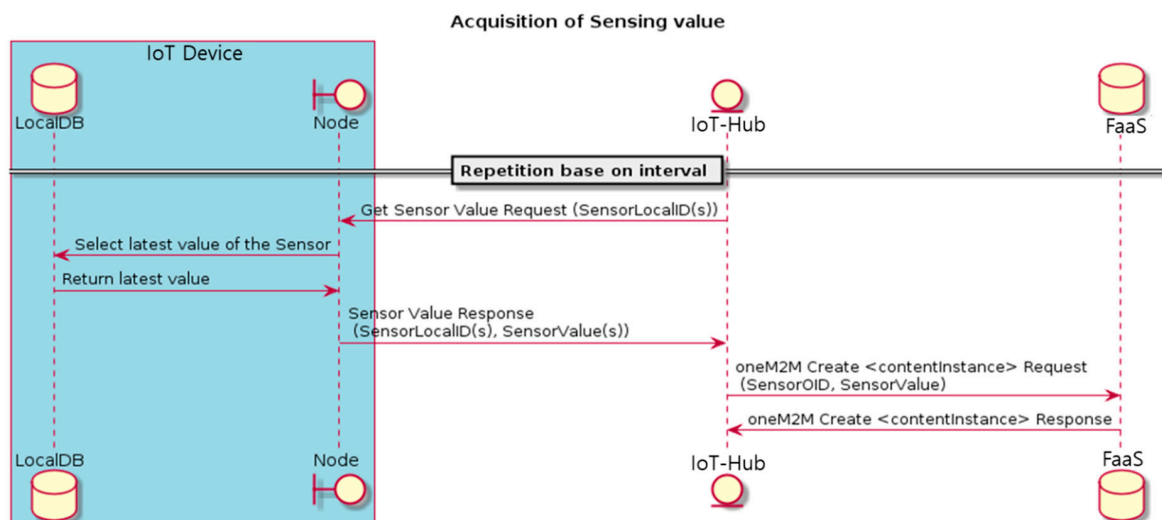 Acquisition of Sensing value
IoT Device
LocalDB
Node
IoT-Hub
FaaS
Repetition base on interval
Get Sensor Value Request (SensorLocalID(s))
Select latest value of the Sensor
Return latest value
Sensor Value Response
(SensorLocalID(s), SensorValue(s))
oneM2M Create <contentInstance> Request
(SensorOID, SensorValue)
oneM2M Create <contentInstance> Response
LocalDB
Node
IoT-Hub
FaaS